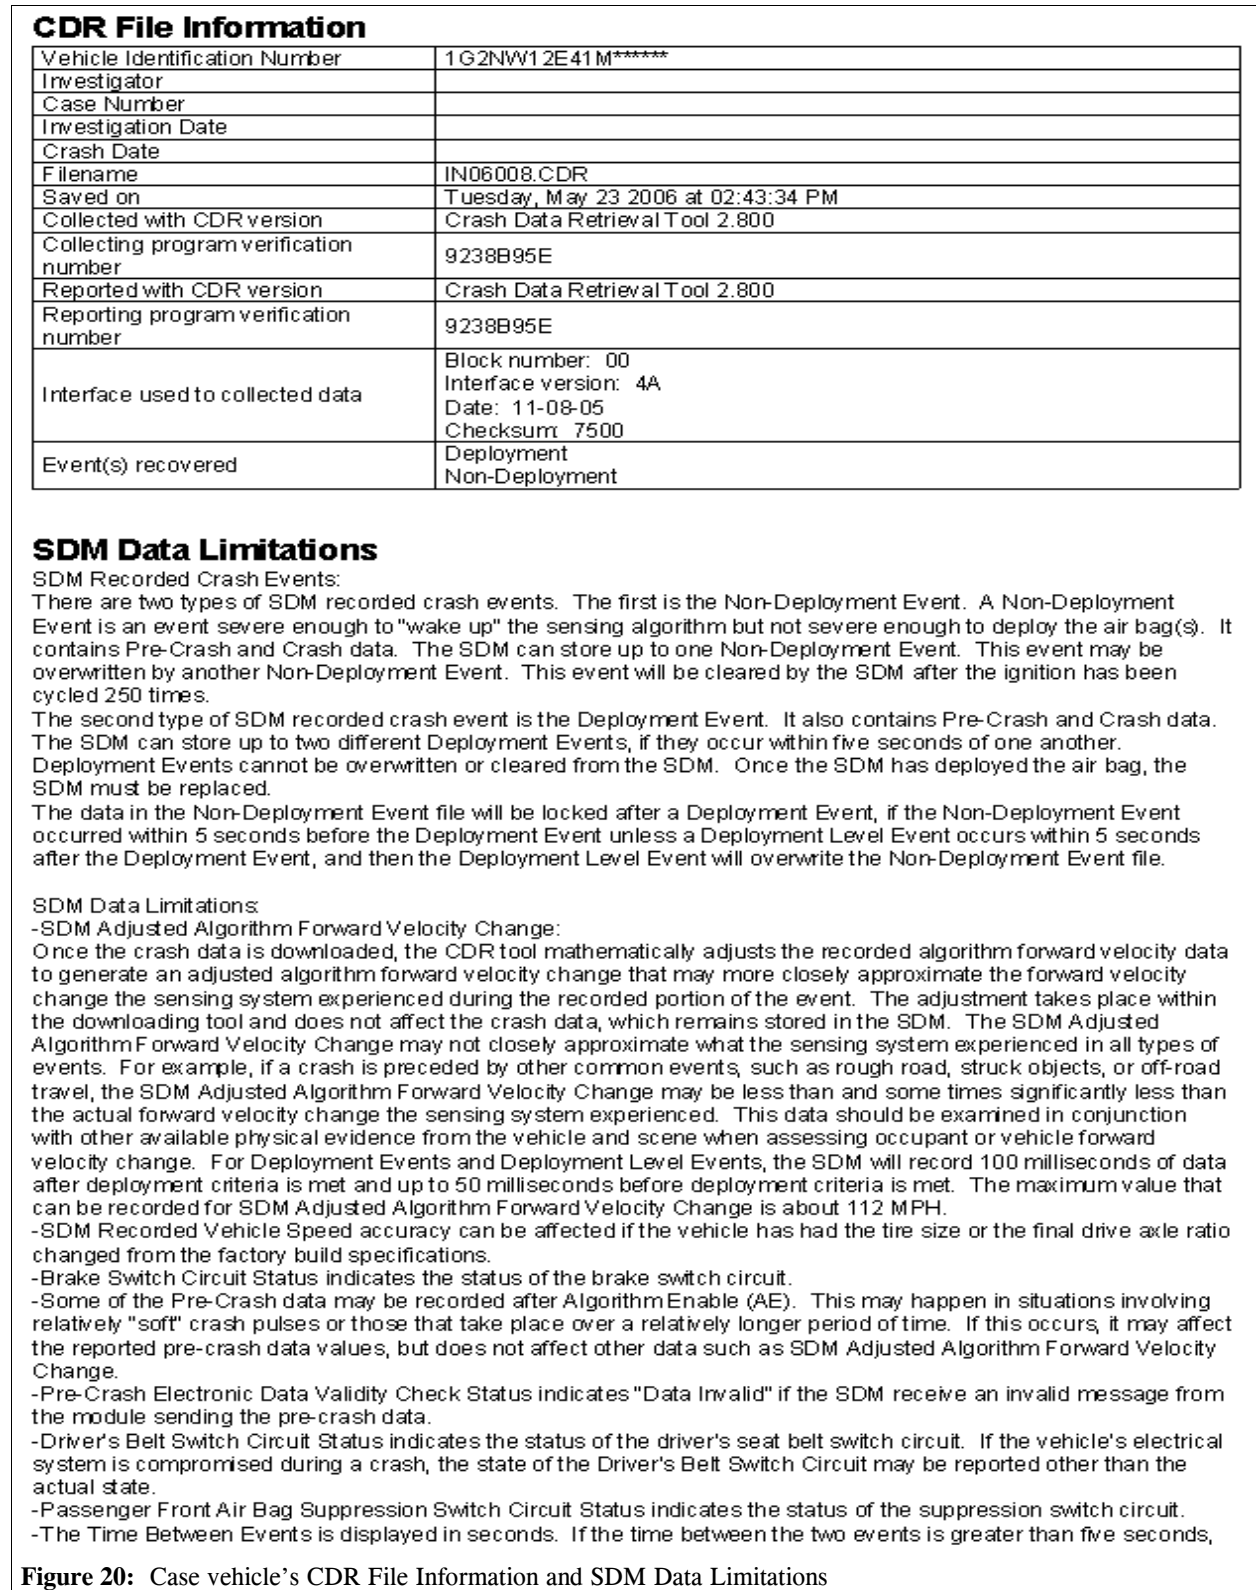 CDR File Information
Vehicle Identification Number 1G2NW12E41M******
Investigator
Case Number
Investigation Date
Crash Date
Filename IN06008.CDR
Saved on Tuesday, May 23 2006 at 02:43:34 PM
Collected with CDR version Crash Data Retrieval Tool 2.800
Collecting program verification
number 9238B95E
Reported with CDR version Crash Data Retrieval Tool 2.800
Reporting program verification
number 9238B95E
Interface used to collected data
Block number: 00
Interface version: 4A
Date: 11-08-05
Checksum: 7500
Event(s) recovered
Deployment
Non-Deployment
SDM Data Limitations
SDM Recorded Crash Events:
There are two types of SDM recorded crash events. The first is the Non-Deployment Event. A Non-Deployment
Event is an event severe enough to "wake up" the sensing algorithm but not severe enough to deploy the air bag(s). It
contains Pre-Crash and Crash data. The SDM can store up to one Non-Deployment Event. This event may be
overwritten by another Non-Deployment Event. This event will be cleared by the SDM after the ignition has been
cycled 250 times.
The second type of SDM recorded crash event is the Deployment Event. It also contains Pre-Crash and Crash data.
The SDM can store up to two different Deployment Events, if they occur within five seconds of one another.
Deployment Events cannot be overwritten or cleared from the SDM. Once the SDM has deployed the air bag, the
SDM must be replaced.
The data in the Non-Deployment Event file will be locked after a Deployment Event, if the Non-Deployment Event
occurred within 5 seconds before the Deployment Event unless a Deployment Level Event occurs within 5 seconds
after the Deployment Event, and then the Deployment Level Event will overwrite the Non-Deployment Event file.
SDM Data Limitations:
-SDM Adjusted Algorithm Forward Velocity Change:
Once the crash data is downloaded, the CDR tool mathematically adjusts the recorded algorithm forward velocity data
to generate an adjusted algorithm forward velocity change that may more closely approximate the forward velocity
change the sensing system experienced during the recorded portion of the event. The adjustment takes place within
the downloading tool and does not affect the crash data, which remains stored in the SDM. The SDM Adjusted
Algorithm Forward Velocity Change may not closely approximate what the sensing system experienced in all types of
events. For example, if a crash is preceded by other common events, such as rough road, struck objects, or off-road
travel, the SDM Adjusted Algorithm Forward Velocity Change may be less than and some times significantly less than
the actual forward velocity change the sensing system experienced. This data should be examined in conjunction
with other available physical evidence from the vehicle and scene when assessing occupant or vehicle forward
velocity change. For Deployment Events and Deployment Level Events, the SDM will record 100 milliseconds of data
after deployment criteria is met and up to 50 milliseconds before deployment criteria is met. The maximum value that
can be recorded for SDM Adjusted Algorithm Forward Velocity Change is about 112 MPH.
-SDM Recorded Vehicle Speed accuracy can be affected if the vehicle has had the tire size or the final drive axle ratio
changed from the factory build specifications.
-Brake Switch Circuit Status indicates the status of the brake switch circuit.
-Some of the Pre-Crash data may be recorded after Algorithm Enable (AE). This may happen in situations involving
relatively "soft" crash pulses or those that take place over a relatively longer period of time. If this occurs, it may affect
the reported pre-crash data values, but does not affect other data such as SDM Adjusted Algorithm Forward Velocity
Change.
-Pre-Crash Electronic Data Validity Check Status indicates "Data Invalid" if the SDM receive an invalid message from
the module sending the pre-crash data.
-Driver's Belt Switch Circuit Status indicates the status of the driver's seat belt switch circuit. If the vehicle's electrical
system is compromised during a crash, the state of the Driver's Belt Switch Circuit may be reported other than the
actual state.
-Passenger Front Air Bag Suppression Switch Circuit Status indicates the status of the suppression switch circuit.
-The Time Between Events is displayed in seconds. If the time between the two events is greater than five seconds,
Figure 20: Case vehicle's CDR File Information and SDM Data Limitations